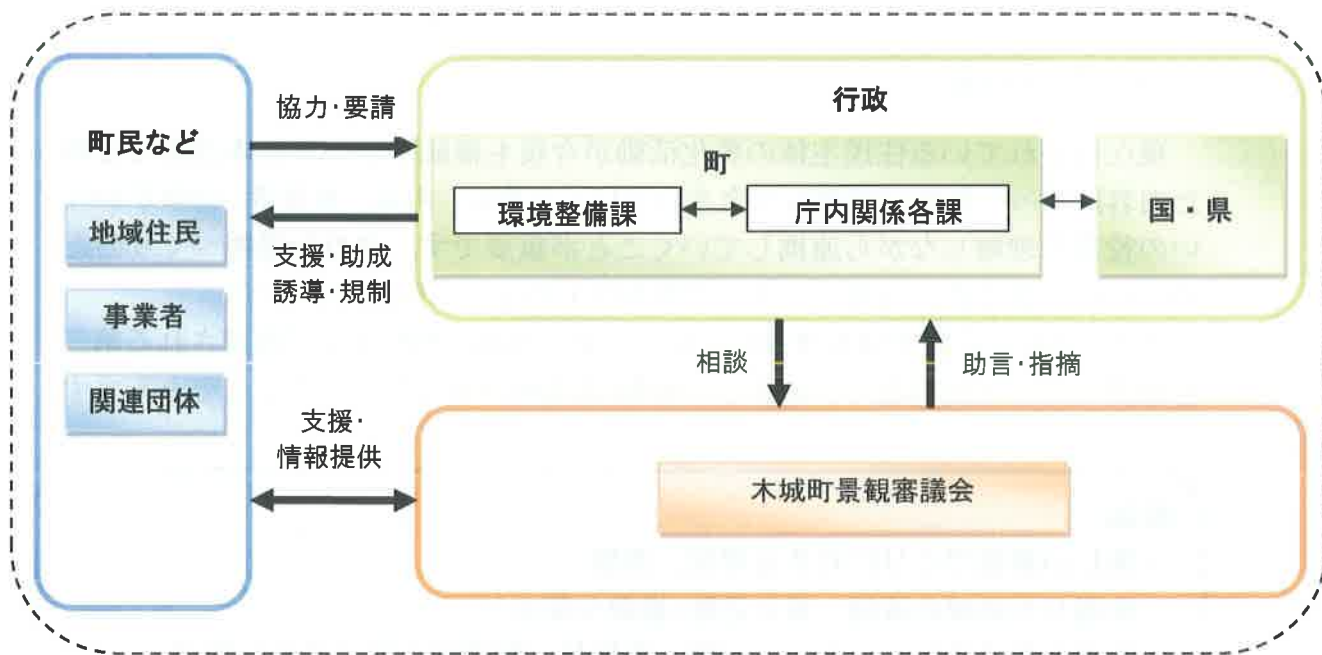 町民など
地域住民
事業者
関連団体
協力・要請
支援・助成
誘導・規制
支援・
情報提供
行政
町
環境整備課
庁内関係各課
国・県
相談
助言・指摘
木城町景観審議会